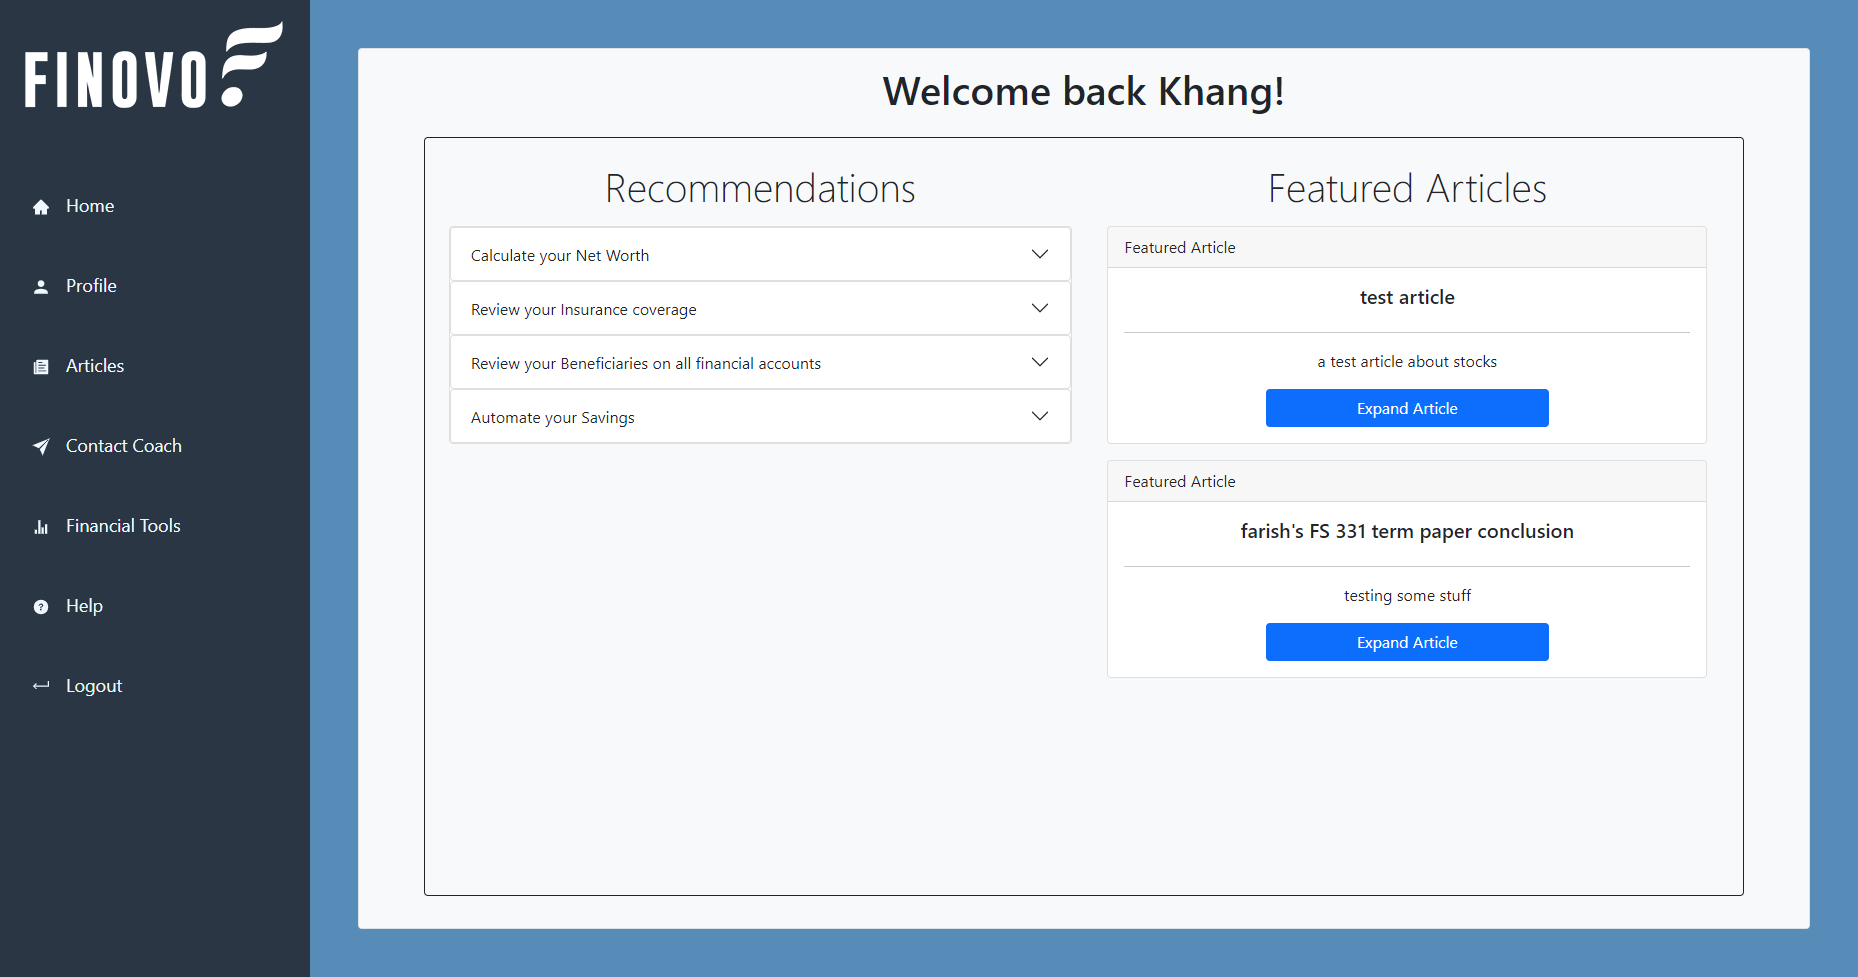 FINOVO
Home
Profile
Articles
Contact Coach
Financial Tools
Help
Logout
Welcome back Khang!
Recommendations
Calculate your Net Worth
Review your Insurance coverage
Review your Beneficiaries on all financial accounts
Automate your Savings
Featured Articles
Featured Article
test article
a test article about stocks
Expand Article
Featured Article
farish's FS 331 term paper conclusion
testing some stuff
Expand Article